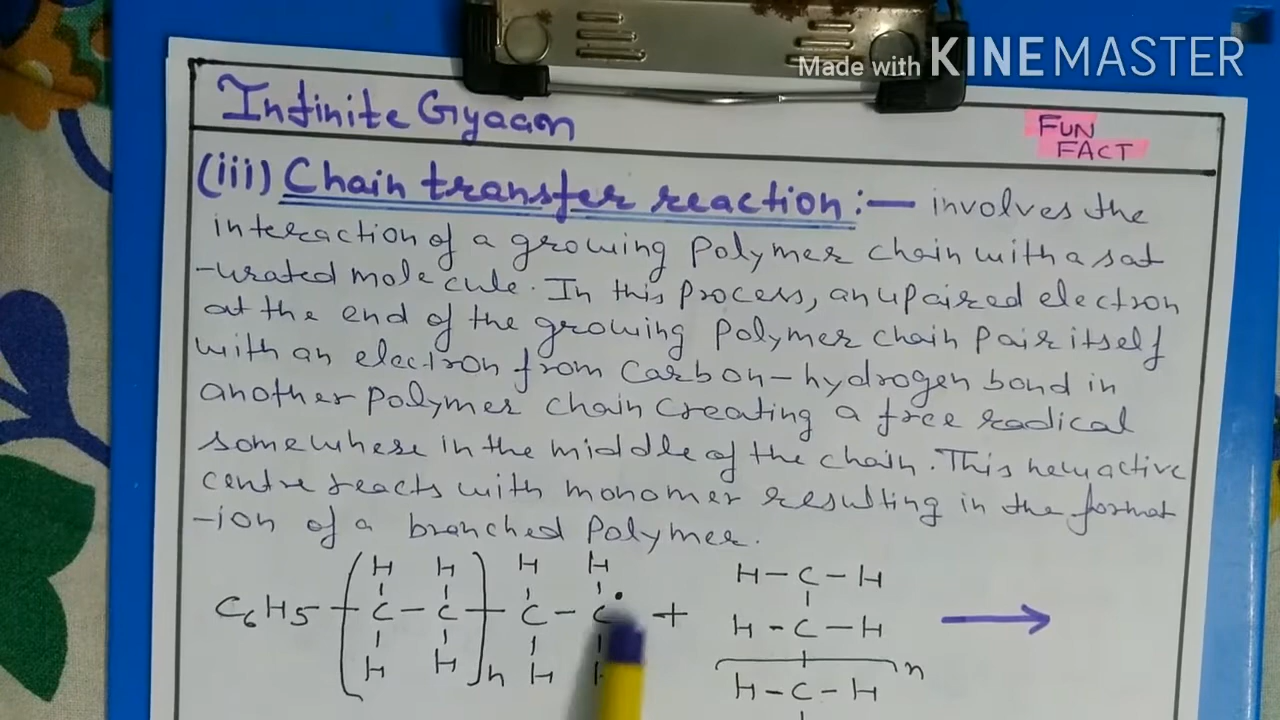 Made with KINEMASTER
Infinite Gyaan
FUN
FACT
(iii) Chain transfer reaction :— involves the
interaction of a growing polymer chain with a sat
-urated molecule. In this process, an upaired electron
at the end of the growing polymer chain pair itself
with an electron from carbon-hydrogen bond in
another polymer chain creating a free radical
somewhere in the middle of the chain. This new active
centre reacts with monomer resulting in the format
-ion of a branched polymer.
H H H H
C6H5 — C — C — C — C• +
H H n H H
H — C — H
H - C — H
n
H - C - H